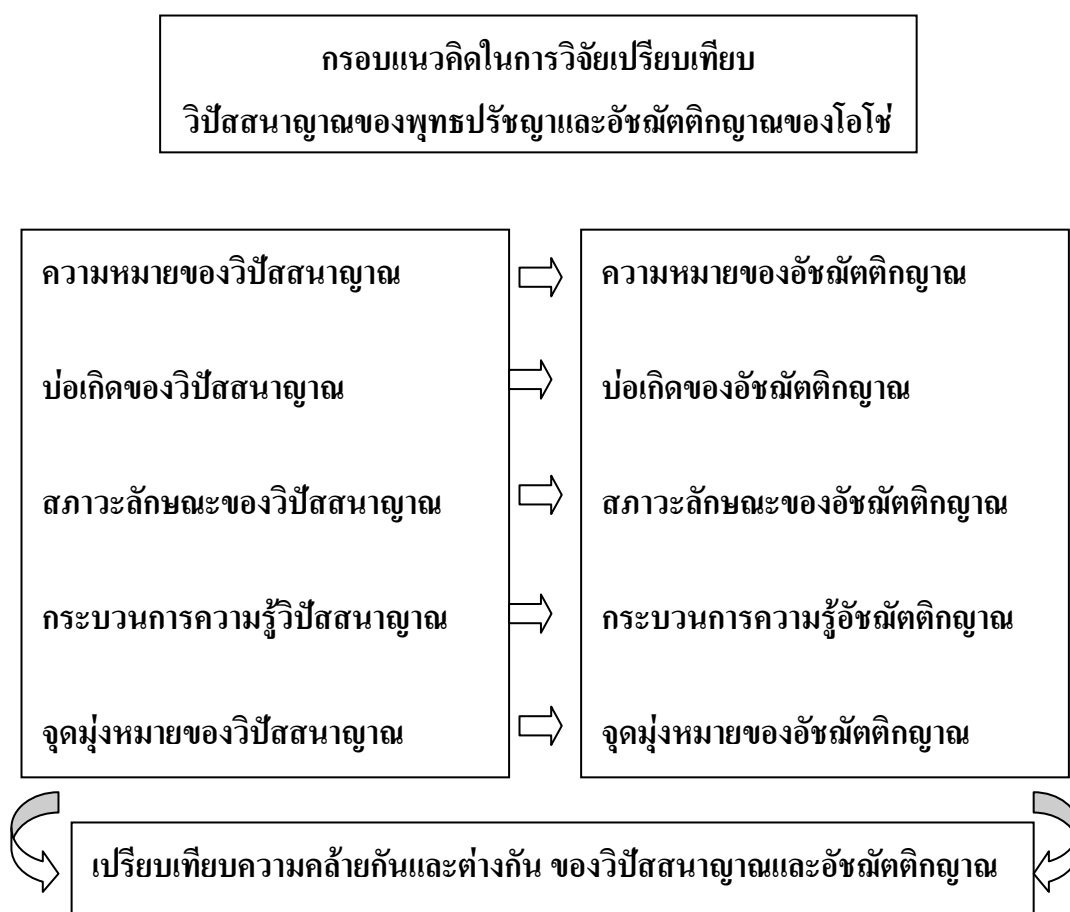 กรอบแนวคิดในการวิจัยเปรียบเทียบ
วิปัสสนาญาณของพุทธปรัชญาและอัชฌัตติกญาณของโอโช่
ความหมายของวิปัสสนาญาณ
ความหมายของอัชฌัตติกญาณ
บ่อเกิดของวิปัสสนาญาณ
บ่อเกิดของอัชฌัตติกญาณ
สภาวะลักษณะของวิปัสสนาญาณ
สภาวะลักษณะของอัชฌัตติกญาณ
กระบวนการความรู้วิปัสสนาญาณ
กระบวนการความรู้อัชฌัตติกญาณ
จุดมุ่งหมายของวิปัสสนาญาณ
จุดมุ่งหมายของอัชฌัตติกญาณ
เปรียบเทียบความคล้ายกันและต่างกัน ของวิปัสสนาญาณและอัชฌัตติกญาณ